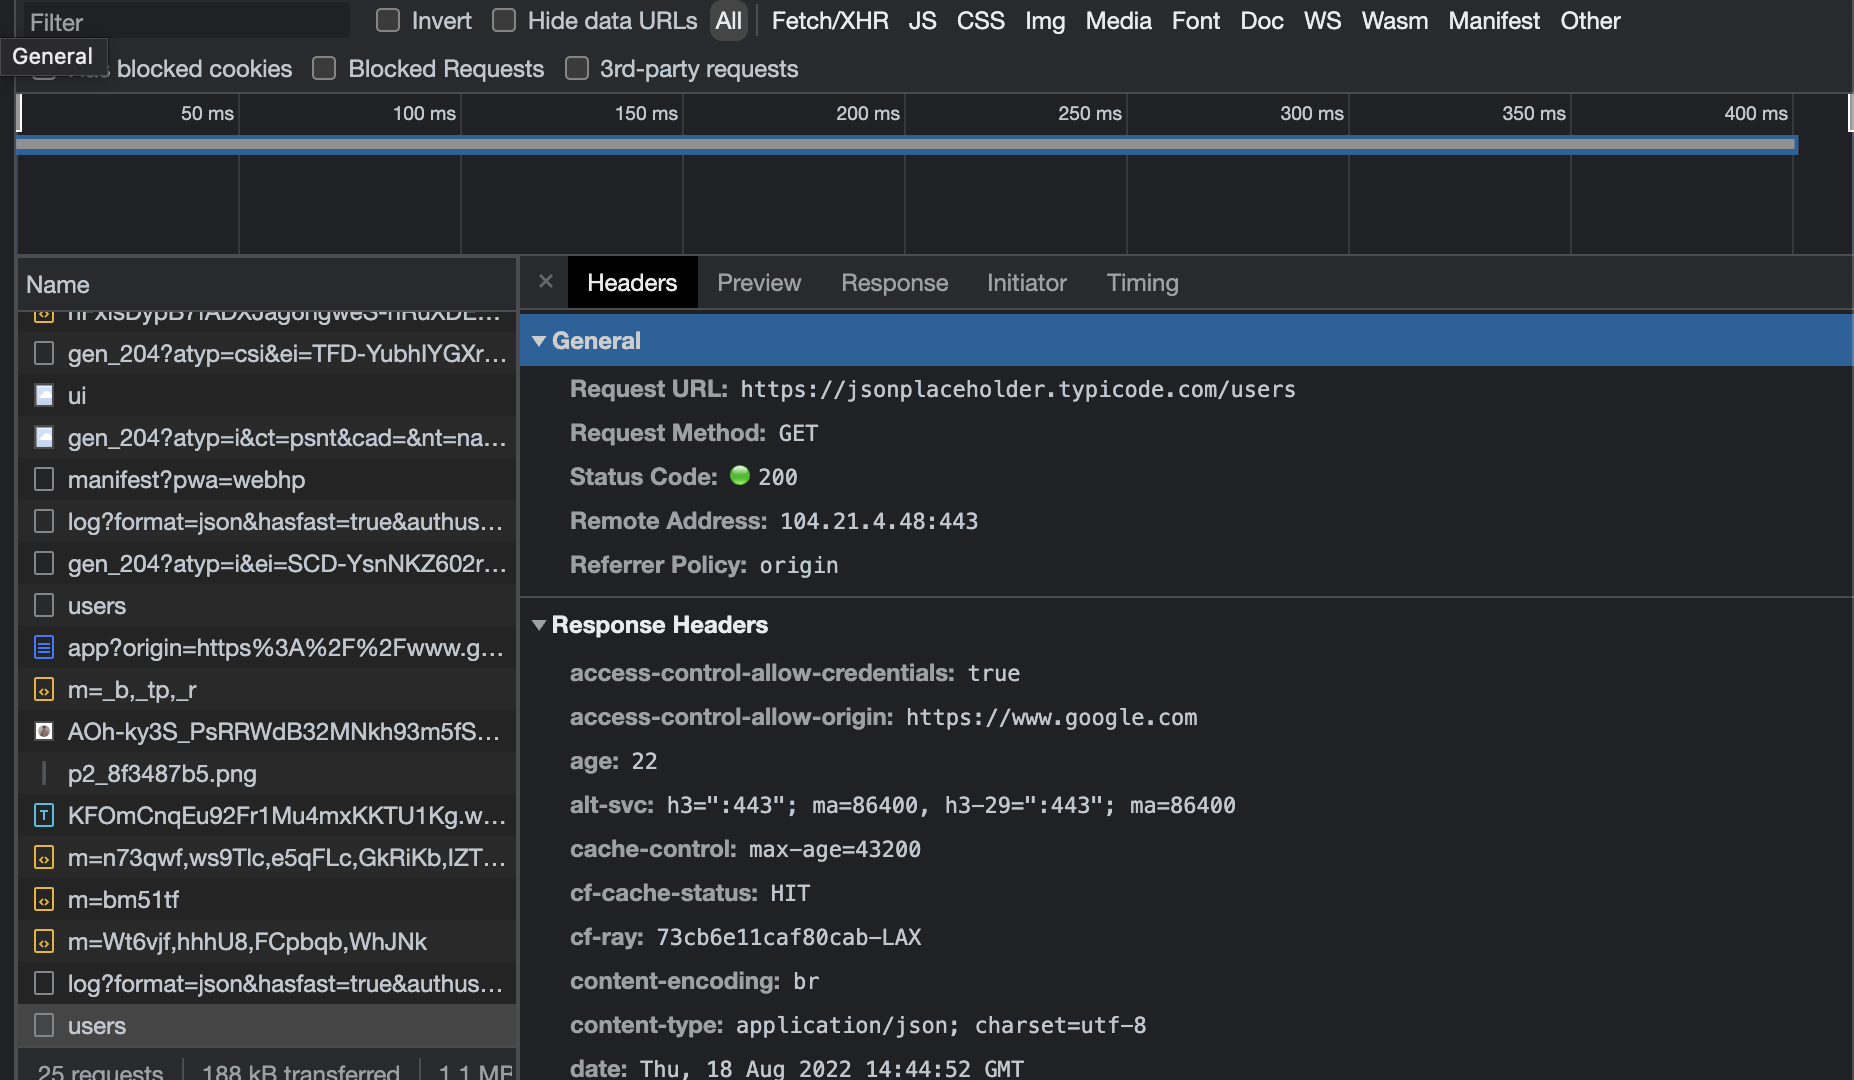 Filter
Invert
Hide data URLs
All
Fetch/XHR JS CSS Img Media Font Doc WS Wasm Manifest Other
General
blocked cookies
Blocked Requests
3rd-party requests
50 ms 100 ms 150 ms 200 ms 250 ms 300 ms 350 ms 400 ms
Name
gen_204?atyp=csi&ei=TFD-YubhIYGXr...
ui
gen_204?atyp=i&ct=psnt&cad=&nt=na...
manifest?pwa=webhp
log?format=json&hasfast=true&authus...
gen_204?atyp=i&ei=SCD-YsnNKZ602r...
users
app?origin=https%3A%2F%2Fwww.g...
m=_b,_tp,_r
AOh-ky3S_PsRRWdB32MNkh93m5fS...
p2_8f3487b5.png
KFOmCnqEu92Fr1Mu4mxKKTU1Kg.w...
m=n73qwf,ws9Tlc,e5qFLc,GkRiKb,IZT...
m=bm51tf
m=Wt6vjf,hhhU8,FCpbqb,WhJNk
log?format=json&hasfast=true&authus...
users
25 requests 188 kB transferred 1.1 MB
Headers Preview Response Initiator Timing
General
Request URL: https://jsonplaceholder.typicode.com/users
Request Method: GET
Status Code: 200
Remote Address: 104.21.4.48:443
Referrer Policy: origin
Response Headers
access-control-allow-credentials: true
access-control-allow-origin: https://www.google.com
age: 22
alt-svc: h3=":443"; ma=86400, h3-29=":443"; ma=86400
cache-control: max-age=43200
cf-cache-status: HIT
cf-ray: 73cb6e11caf80cab-LAX
content-encoding: br
content-type: application/json; charset=utf-8
date: Thu, 18 Aug 2022 14:44:52 GMT